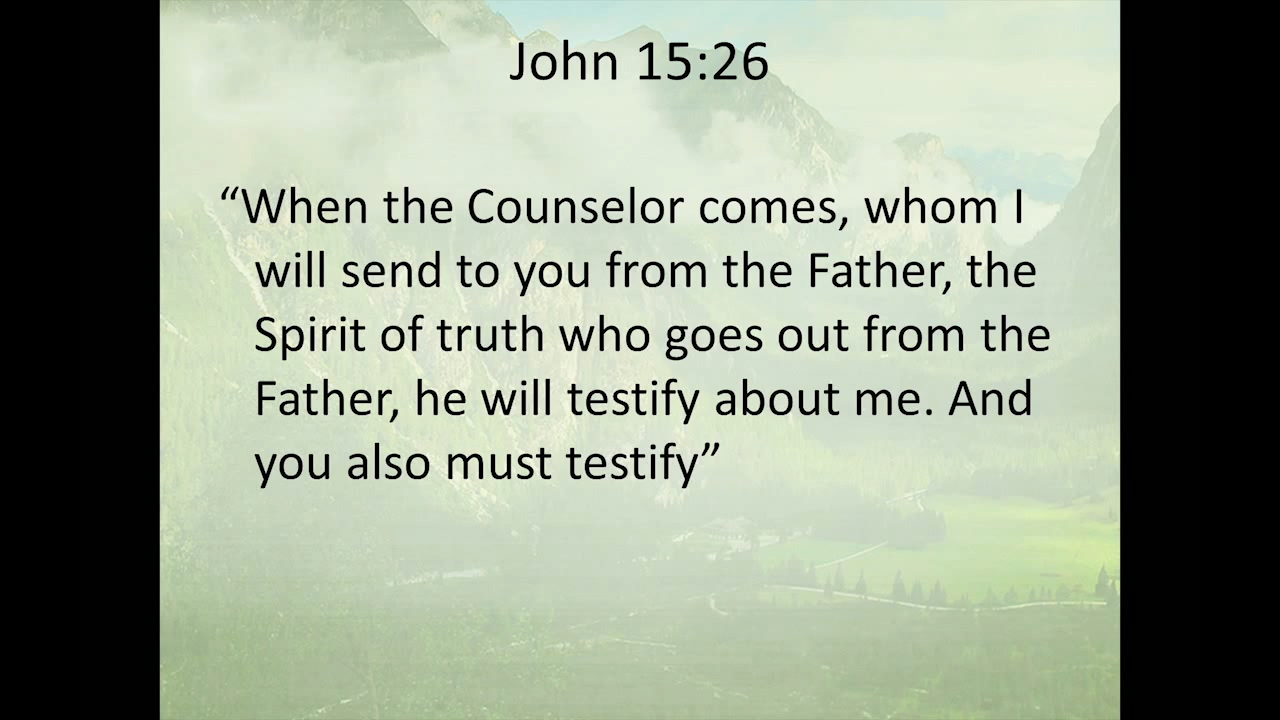 John 15:26
“When the Counselor comes, whom I
will send to you from the Father, the
Spirit of truth who goes out from the
Father, he will testify about me. And
you also must testify”